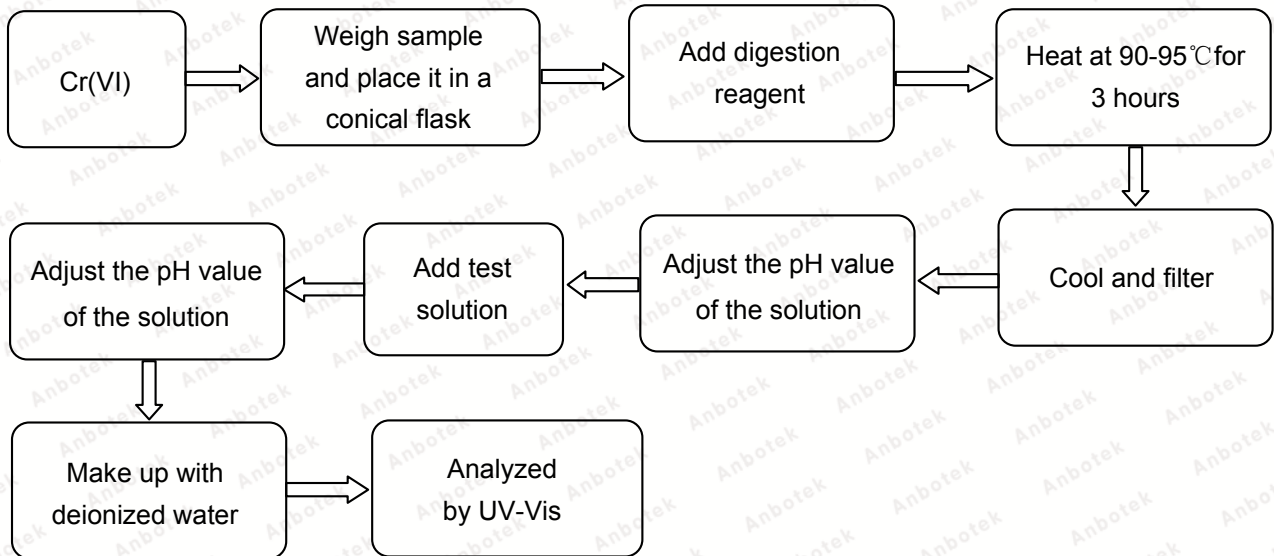 Cr(VI)
Weigh sample
and place it in a
conical flask
Add digestion
reagent
Heat at 90-95℃for
3 hours
Cool and filter
Adjust the pH value
of the solution
Add test
solution
Adjust the pH value
of the solution
Make up with
deionized water
Analyzed
by UV-Vis
Anbotek